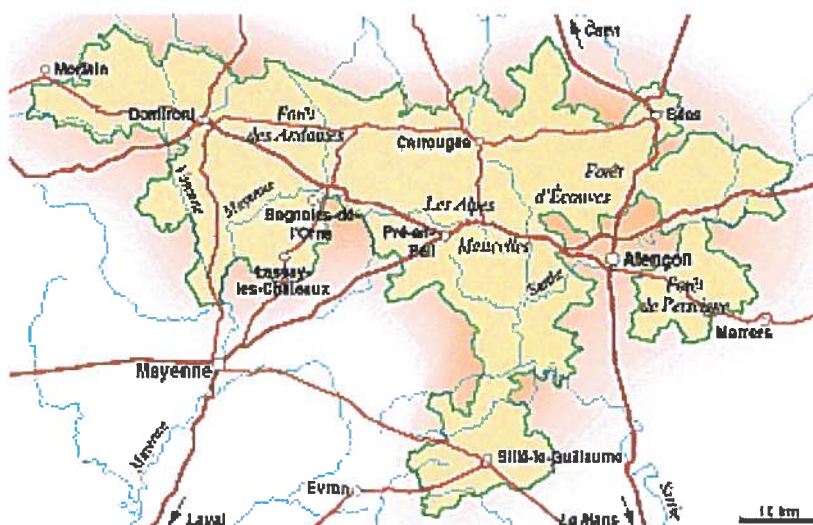 Caen
Mortain
Domfront
Forêt
des Andaines
Carrouges
Sées
Forêt
d'Écouves
Varenne
Mayenne
Bagnoles-de-
l'Orne
Les Alpes
Mancelles
Pré-en-
Pail
Alençon
Lassay-
les-Châteaux
Sarthe
Forêt
de Perseigne
Mamers
Mayenne
Mayenne
Sillé-le-Guillaume
Evron
Sarthe
Laval
Le Mans
10 km